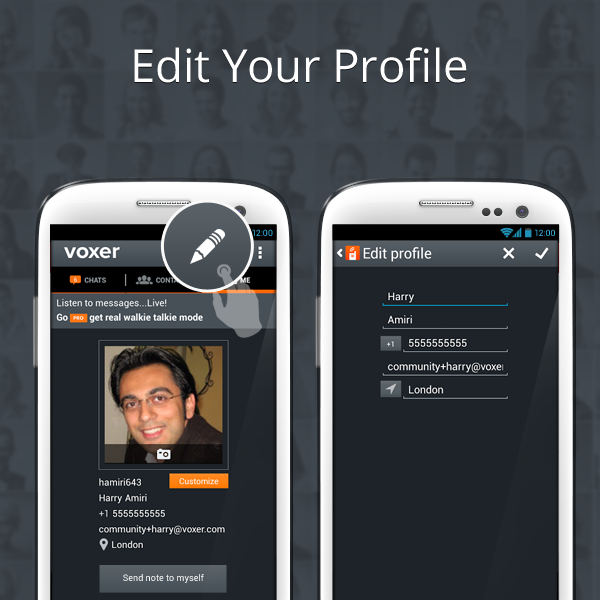 Edit Your Profile
12:00
voxer
6 CHATS
ME
Listen to messages...Live!
Go PRO get real walkie talkie mode
hamiri643
Customize
Harry Amiri
+1 5555555555
community+harry@voxer.com
London
Send note to myself
12:00
Edit profile
Harry
Amiri
+1 5555555555
community+harry@voxe
London